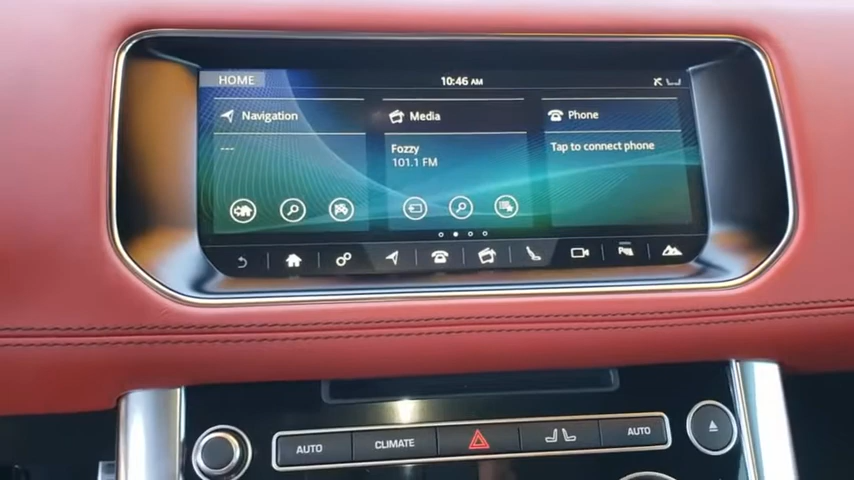 HOME
10:46 AM
Navigation
Media
Phone
---
Fozzy
101.1 FM
Tap to connect phone
AUTO
CLIMATE
AUTO